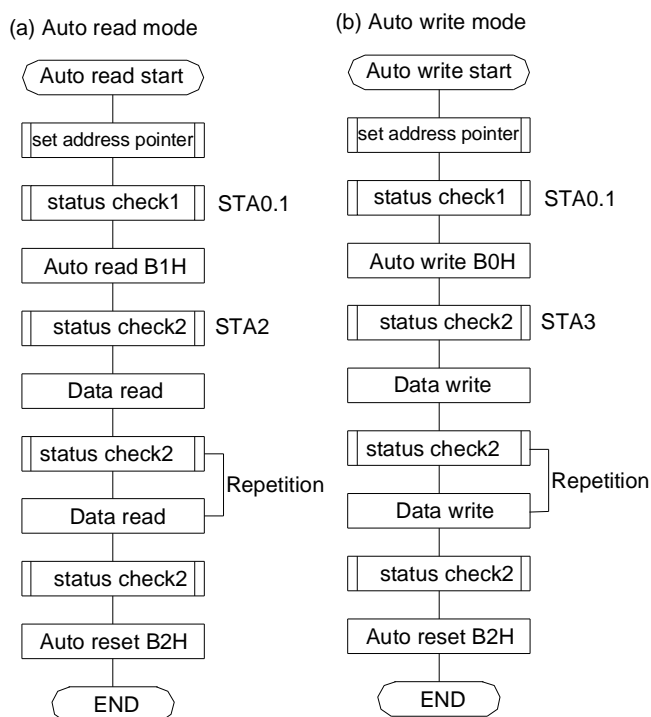 (a) Auto read mode
Auto read start
set address pointer
status check1
STA0.1
Auto read B1H
status check2
STA2
Data read
status check2
Repetition
Data read
status check2
Auto reset B2H
END
(b) Auto write mode
Auto write start
set address pointer
status check1
STA0.1
Auto write B0H
status check2
STA3
Data write
status check2
Repetition
Data write
status check2
Auto reset B2H
END